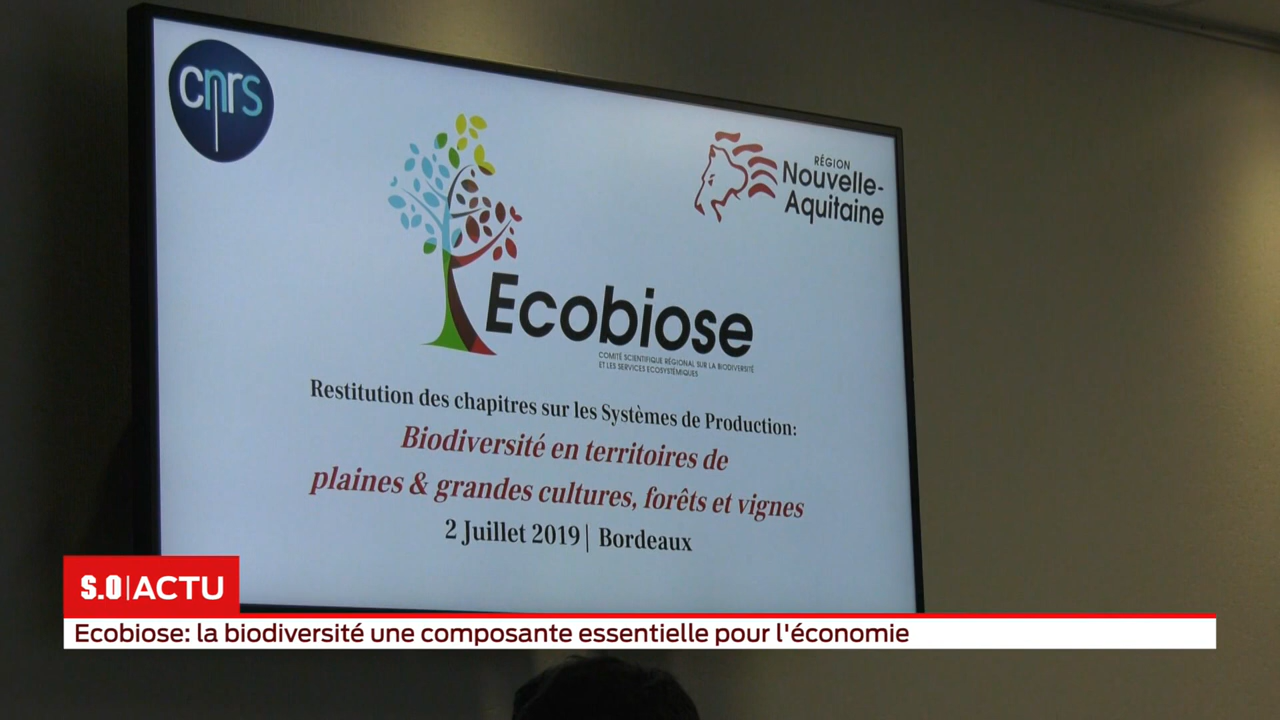 cnrs
RÉGION
Nouvelle-
Aquitaine
Ecobiose
COMITÉ SCIENTIFIQUE RÉGIONAL SUR LA BIODIVERSITÉ
ET LES SERVICES ECOSYSTÉMIQUES
Restitution des chapitres sur les Systèmes de Production:
Biodiversité en territoires de
plaines & grandes cultures, forêts et vignes
2 Juillet 2019| Bordeaux
S.O|ACTU
Ecobiose: la biodiversité une composante essentielle pour l'économie